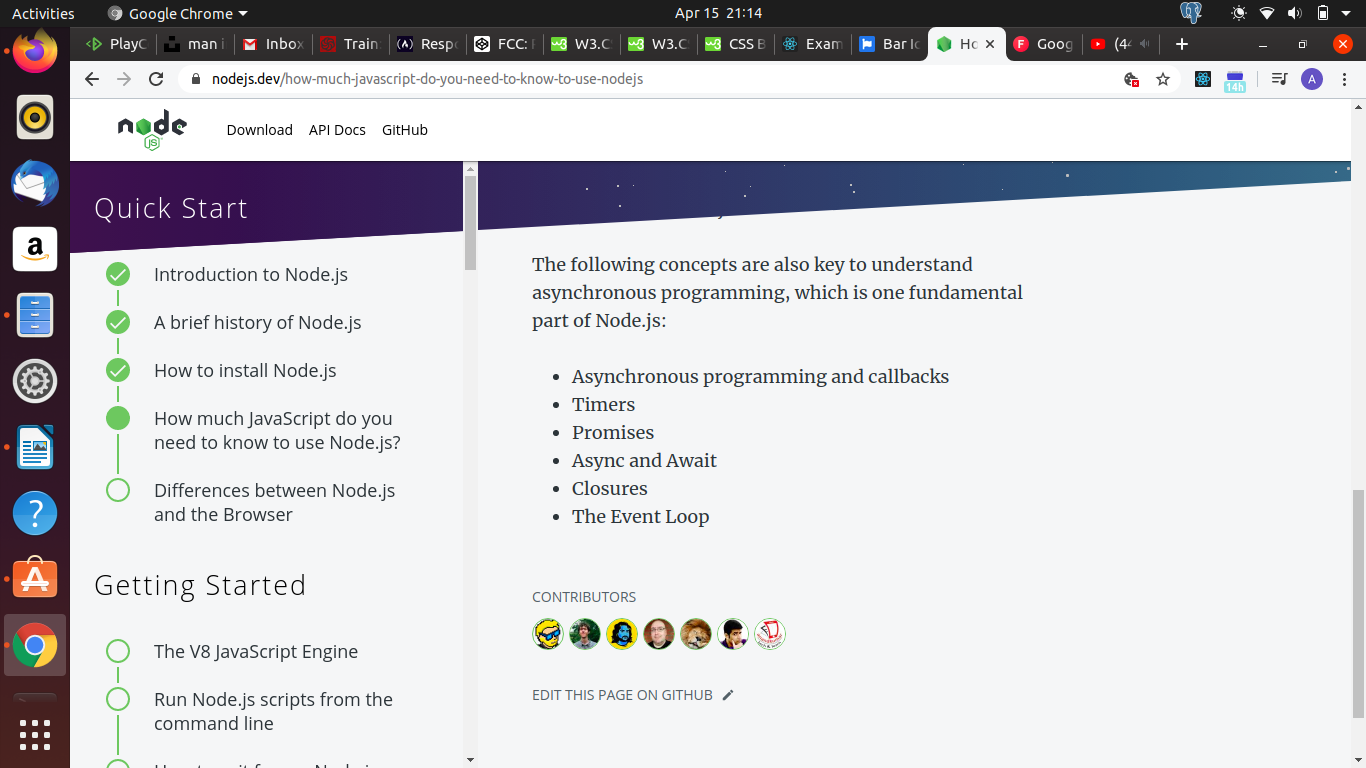 Activities
Google Chrome
Apr 15 21:14
PlayC
man i
Inbox
Train
Resp
FCC: 
W3.C
W3.C
CSS B
Exam
Bar Ic
Ho
Goog
(44
nodejs.dev/how-much-javascript-do-you-need-to-know-to-use-nodejs
14h
A
node
JS
Download
API Docs
GitHub
Quick Start
Introduction to Node.js
A brief history of Node.js
How to install Node.js
How much JavaScript do you
need to know to use Node.js?
Differences between Node.js
and the Browser
Getting Started
The V8 JavaScript Engine
Run Node.js scripts from the
command line
The following concepts are also key to understand
asynchronous programming, which is one fundamental
part of Node.js:
• Asynchronous programming and callbacks
• Timers
• Promises
• Async and Await
• Closures
• The Event Loop
CONTRIBUTORS
EDIT THIS PAGE ON GITHUB